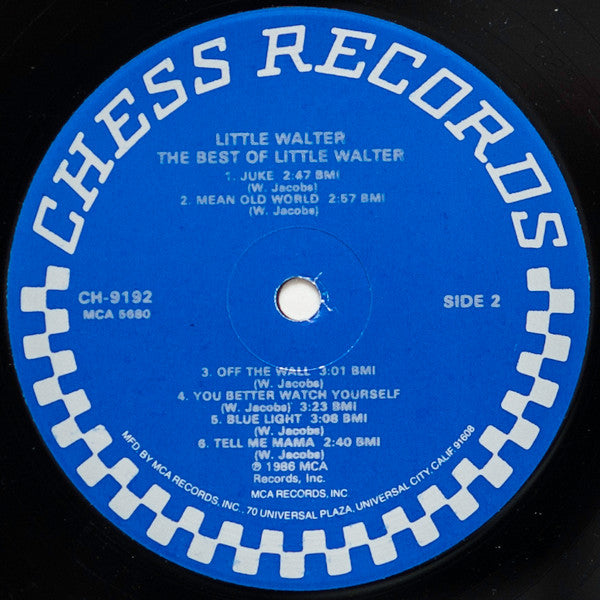 CHESS RECORDS
LITTLE WALTER
THE BEST OF LITTLE WALTER
1. JUKE 2:47 BMI
(W. Jacobs)
2. MEAN OLD WORLD 2:57 BMI
(W. Jacobs)
CH-9192
MCA 5680
SIDE 2
3. OFF THE WALL 3:01 BMI
(W. Jacobs)
4. YOU BETTER WATCH YOURSELF
(W. Jacobs) 3:23 BMI
5. BLUE LIGHT 3:08 BMI
(W. Jacobs)
6. TELL ME MAMA 2:40 BMI
(W. Jacobs)
℗ 1986 MCA
Records, Inc.
MCA RECORDS, INC
MFD. BY MCA RECORDS, INC., 70 UNIVERSAL PLAZA, UNIVERSAL CITY, CALIF. 91608